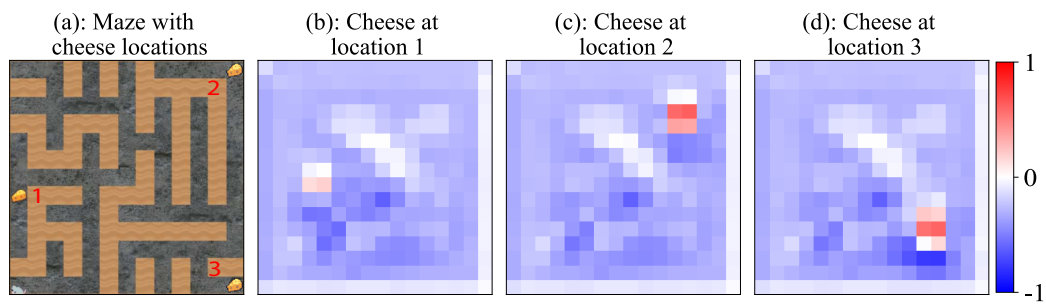 (a): Maze with
cheese locations
(b): Cheese at
location 1
(c): Cheese at
location 2
(d): Cheese at
location 3
2
1
3
1
0
-1